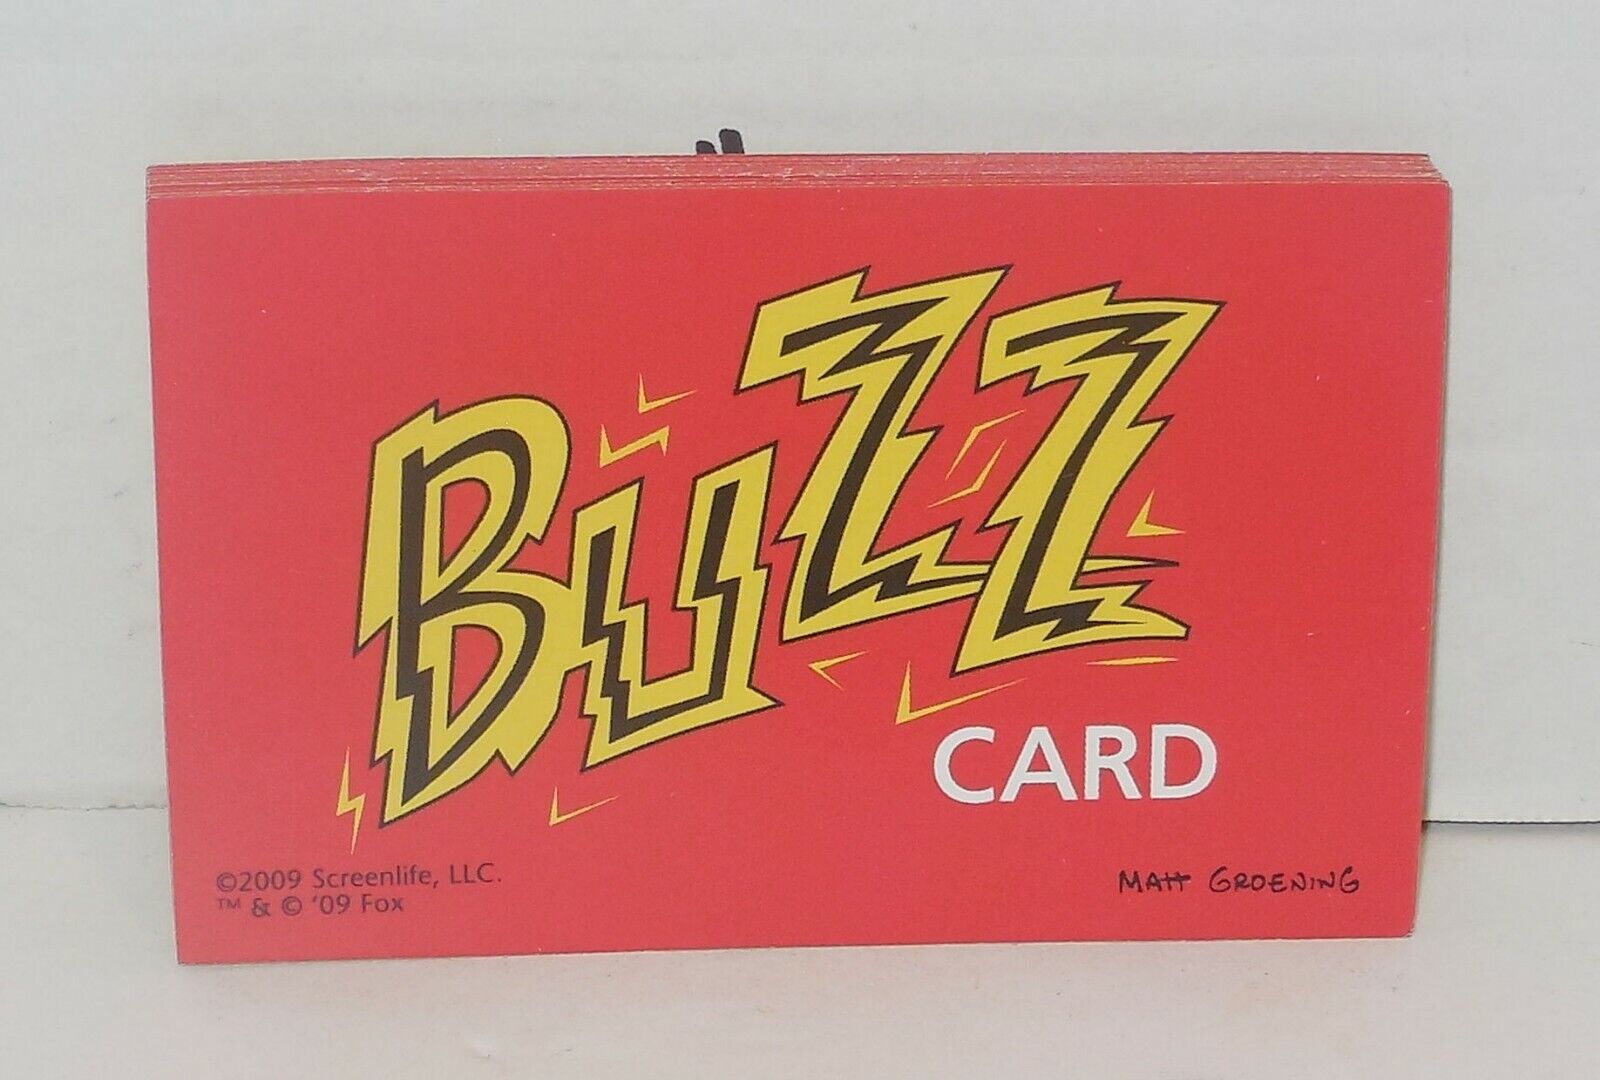 BUZZ
CARD
©2009 Screenlife, LLC.
™ & © '09 Fox
MATT GROENING